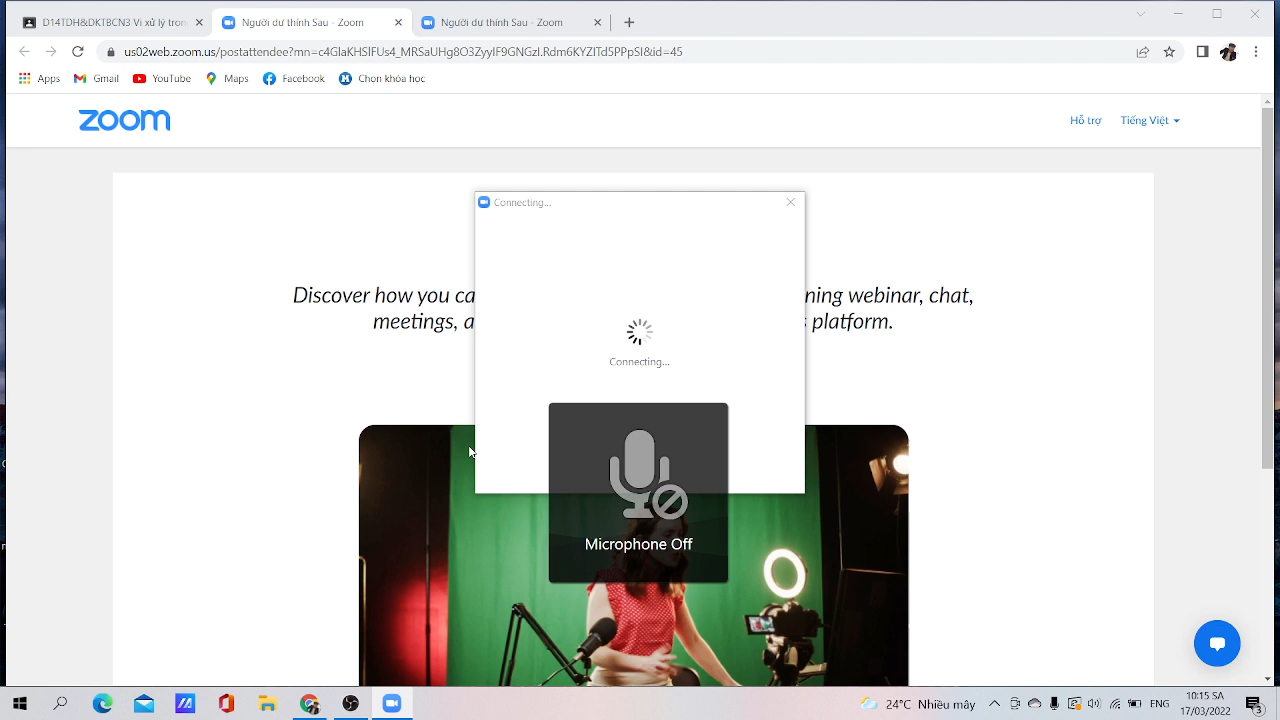 D14TDH&DKTBCN3 Vi xử lý tron
Người dự thính Sau - Zoom
Người dự thính Sau - Zoom
us02web.zoom.us/postattendee?mn=c4GlaKHSlFUs4_MRSaUHg8O3ZyyIF9GNGzI.Rdm6KYZITd5PPpSI&id=45
Apps
Gmail
YouTube
Maps
Facebook
Chọn khóa học
zoom
Hỗ trợ
Tiếng Việt
Connecting...
Discover how you ca
ning webinar, chat,
meetings, a
platform.
Connecting...
Microphone Off
24°C Nhiều mây
ENG
10:15 SA
17/03/2022
3